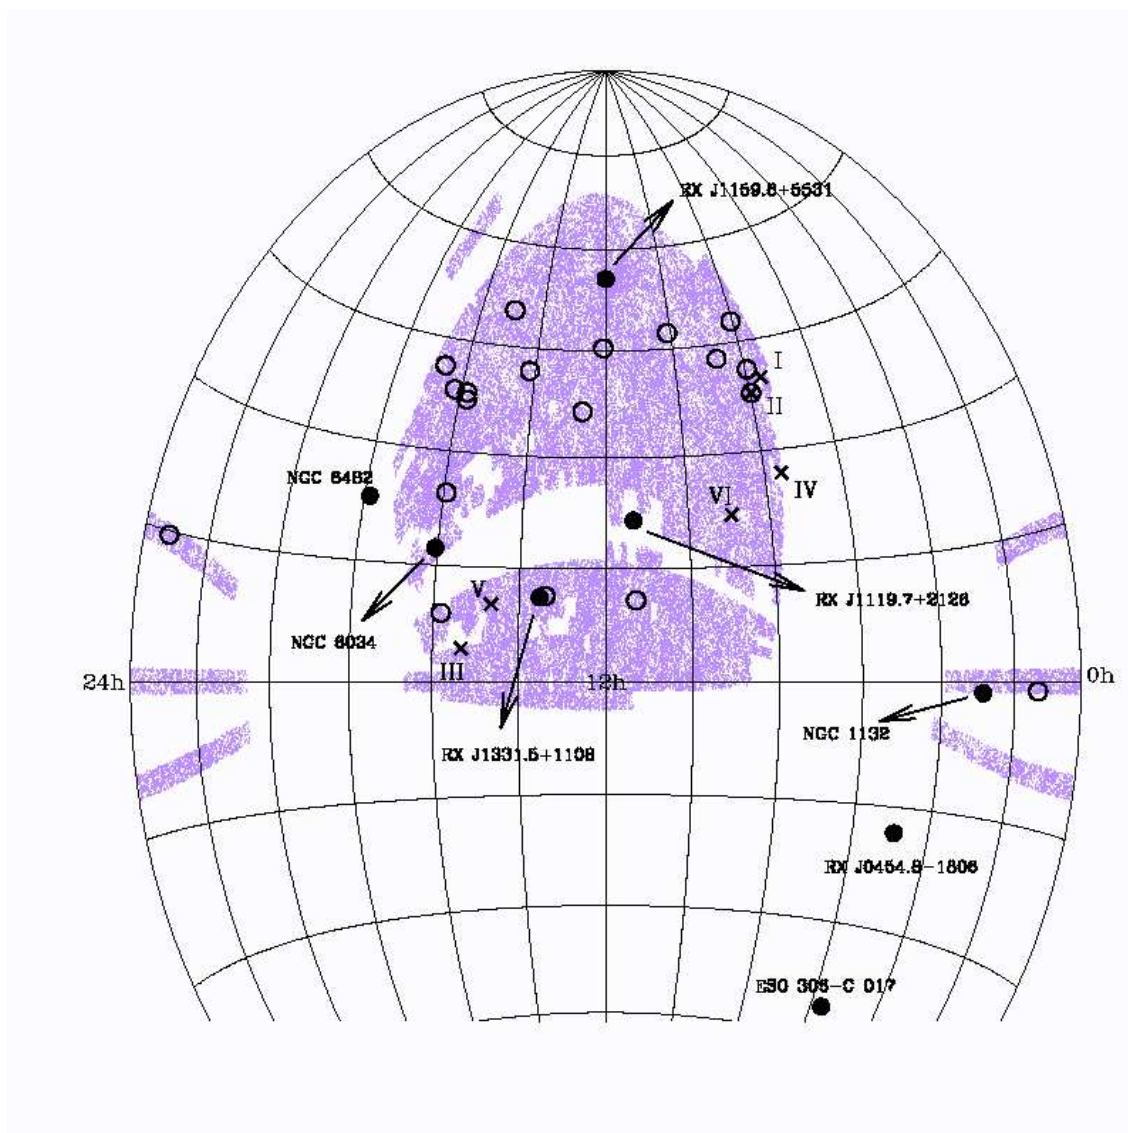 RX J1159.8+5531
I
II
NGC 6482
IV
VI
RX J1119.7+2126
V
NGC 6034
III
24h
12h
0h
NGC 1132
RX J1331.5+1108
RX J0454.8-1806
ESO 306-G 017